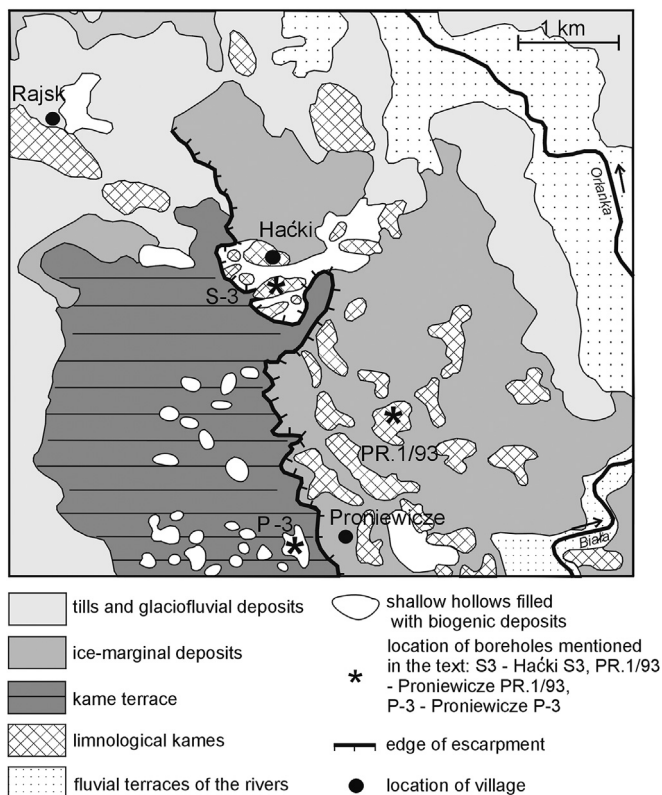 1 km
Rajsk
Orlanka
Haćki
S-3
PR.1/93
P -3
Proniewicze
Biała
tills and glaciofluvial deposits
ice-marginal deposits
kame terrace
limnological kames
fluvial terraces of the rivers
shallow hollows filled
with biogenic deposits
location of boreholes mentioned
in the text: S3 - Haćki S3, PR.1/93
- Proniewicze PR.1/93,
P-3 - Proniewicze P-3
edge of escarpment
location of village